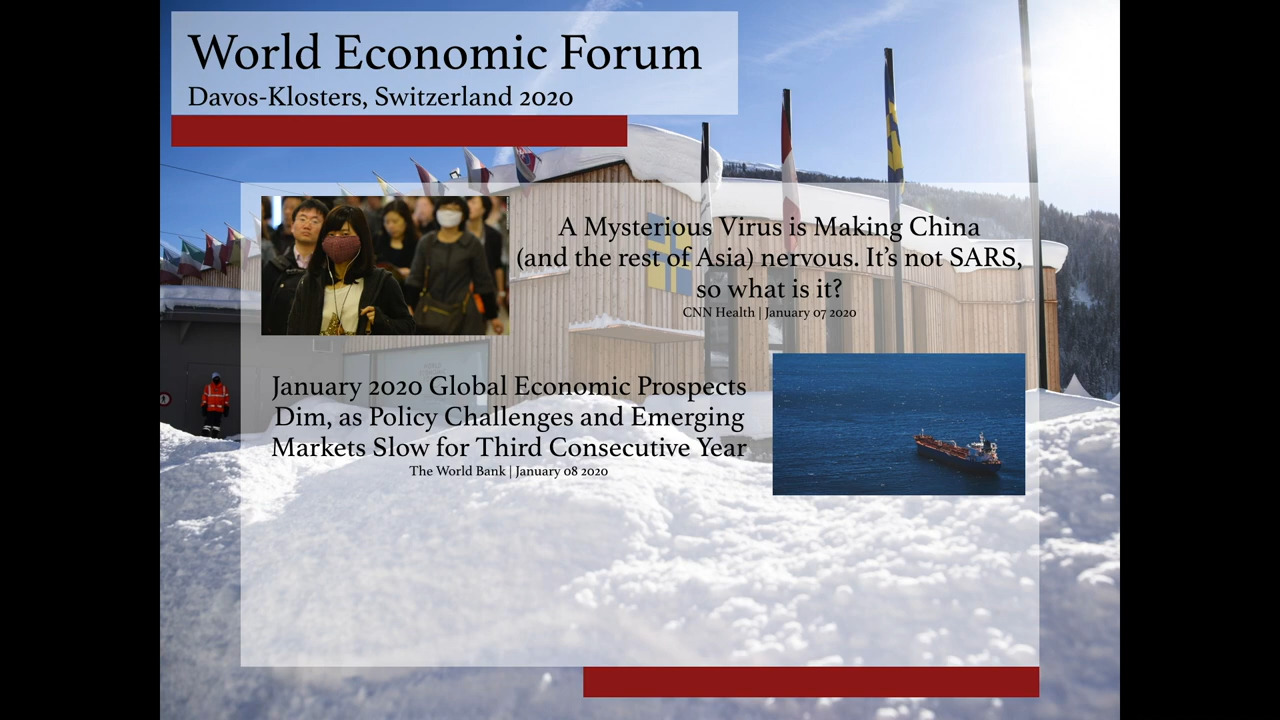 World Economic Forum
Davos-Klosters, Switzerland 2020
A Mysterious Virus is Making China
(and the rest of Asia) nervous. It's not SARS,
so what is it?
CNN Health | January 07 2020
January 2020 Global Economic Prospects
Dim, as Policy Challenges and Emerging
Markets Slow for Third Consecutive Year
The World Bank | January 08 2020